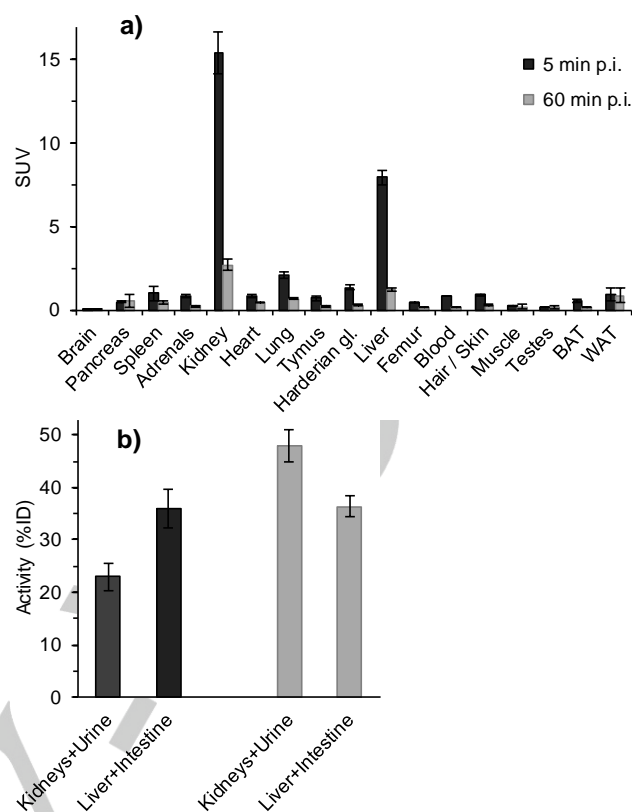 a)
5 min p.i.
60 min p.i.
SUV
15
10
5
0
Brain
Pancreas
Spleen
Adrenals
Kidney
Heart
Lung
Tymus
Harderian gl.
Liver
Femur
Blood
Hair / Skin
Muscle
Testes
BAT
WAT
b)
Activity (%ID)
50
40
30
20
10
0
Kidneys+Urine
Liver+Intestine
Kidneys+Urine
Liver+Intestine